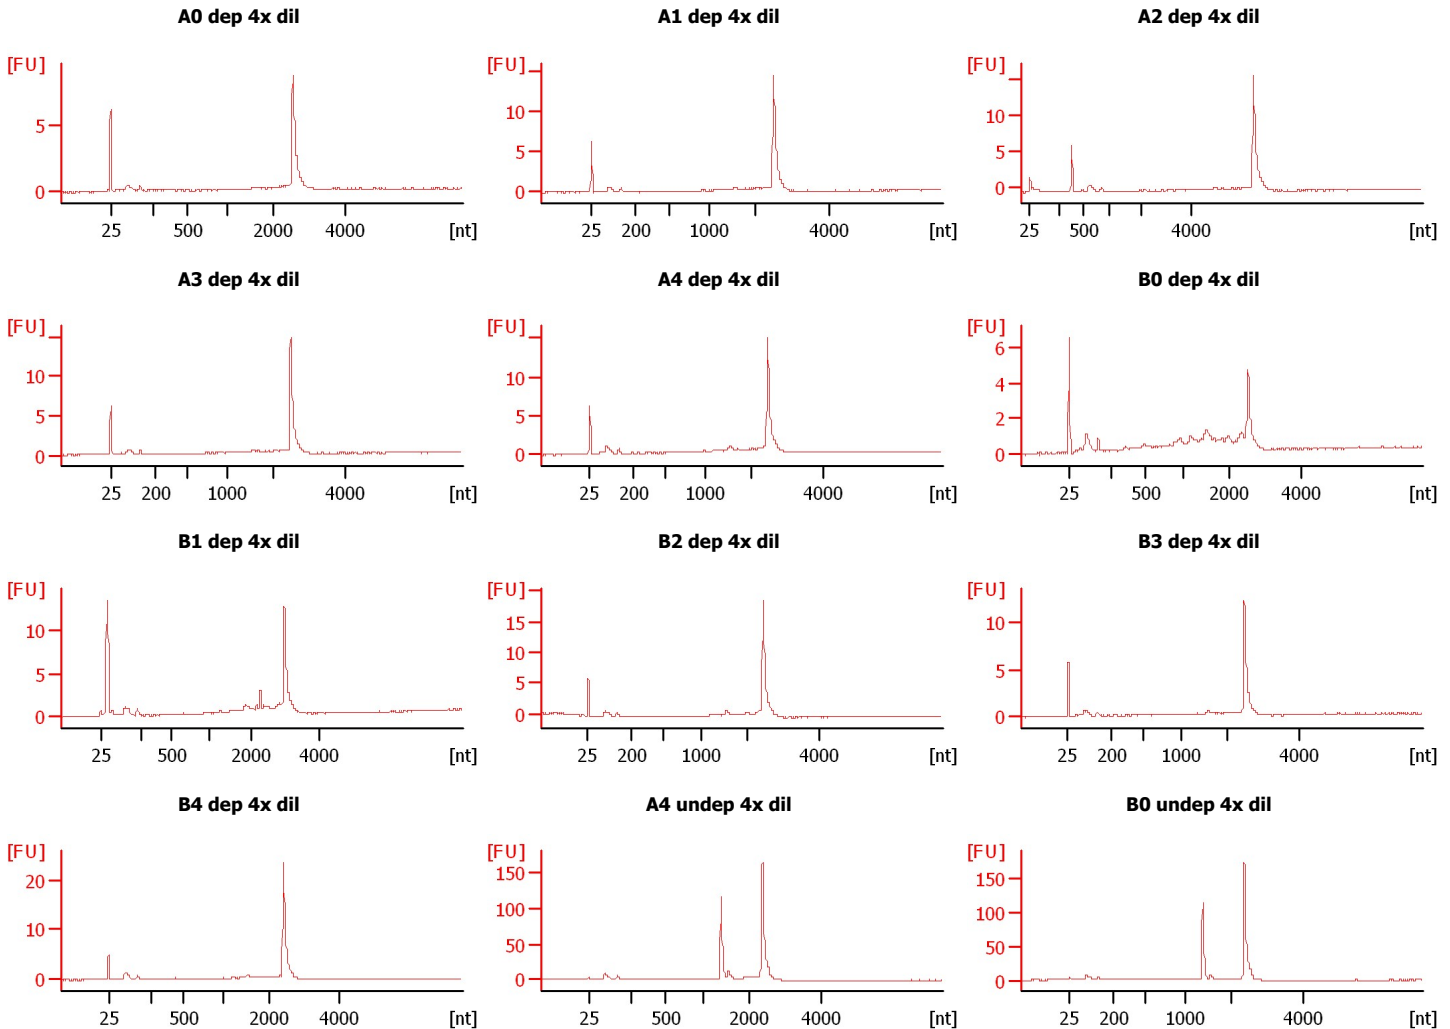 A0 dep 4x dil
A1 dep 4x dil
A2 dep 4x dil
[FU]
5
0
25 500 2000 4000 [nt]
[FU]
10
5
0
25 200 1000 4000 [nt]
[FU]
10
5
0
25 500 4000 [nt]
A3 dep 4x dil
A4 dep 4x dil
B0 dep 4x dil
[FU]
10
5
0
25 200 1000 4000 [nt]
[FU]
10
5
0
25 200 1000 4000 [nt]
[FU]
6
4
2
0
25 500 2000 4000 [nt]
B1 dep 4x dil
B2 dep 4x dil
B3 dep 4x dil
[FU]
10
5
0
25 500 2000 4000 [nt]
[FU]
15
10
5
0
25 200 1000 4000 [nt]
[FU]
10
5
0
25 200 1000 4000 [nt]
B4 dep 4x dil
A4 undep 4x dil
B0 undep 4x dil
[FU]
20
10
0
25 500 2000 4000 [nt]
[FU]
150
100
50
0
25 500 2000 4000 [nt]
[FU]
150
100
50
0
25 200 1000 4000 [nt]